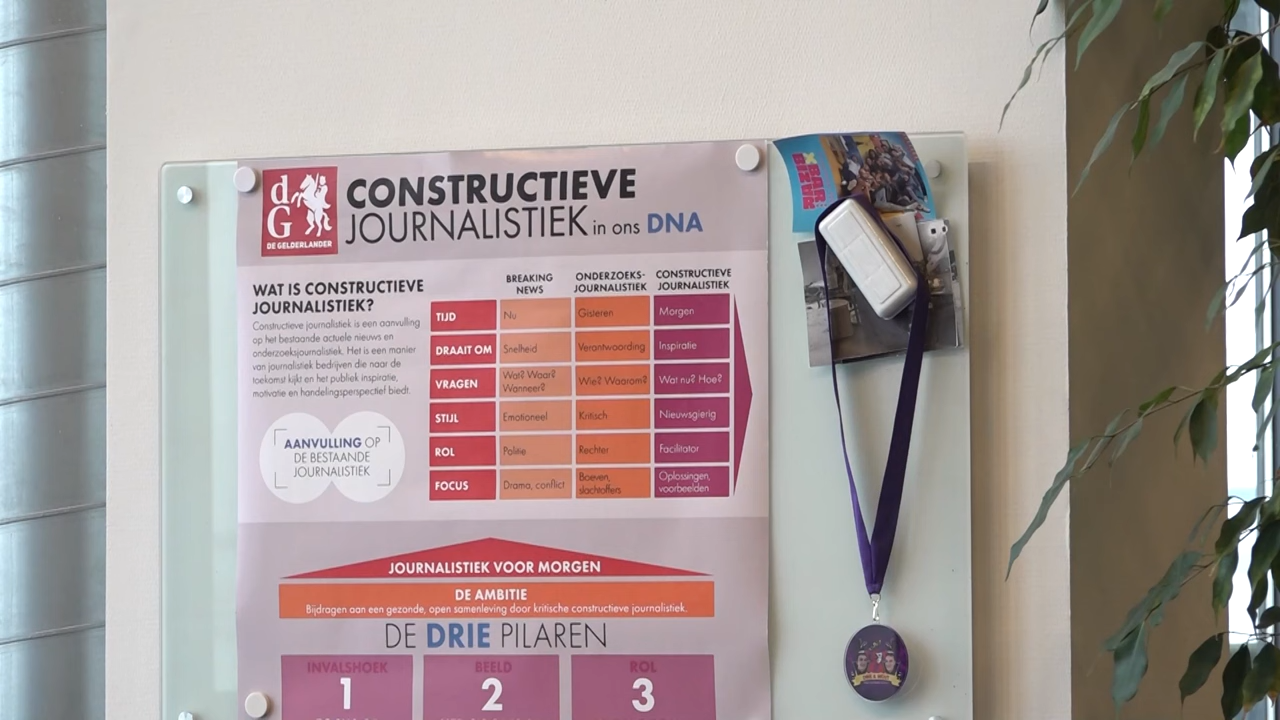 d
G
DE GELDERLANDER
CONSTRUCTIEVE
JOURNALISTIEK in ons DNA
WAT IS CONSTRUCTIEVE
JOURNALISTIEK?
Constructieve journalistiek is een aanvulling
op het bestaande actuele nieuws en
onderzoeksjournalistiek. Het is een manier
van journalistiek bedrijven die naar de
toekomst kijkt en het publiek inspiratie,
motivatie en handelingsperspectief biedt.
AANVULLING OP
DE BESTAANDE
JOURNALISTIEK
BREAKING
NEWS
ONDERZOEKS-
JOURNALISTIEK
CONSTRUCTIEVE
JOURNALISTIEK
TIJD
Nu
Gisteren
Morgen
DRAAIT OM
Snelheid
Verantwoording
Inspiratie
VRAGEN
Wat? Waar?
Wanneer?
Wie? Waarom?
Wat nu? Hoe?
STIJL
Emotioneel
Kritisch
Nieuwsgierig
ROL
Politie
Rechter
Facilitator
FOCUS
Drama, conflict
Boeven,
slachtoffers
Oplossingen,
voorbeelden
JOURNALISTIEK VOOR MORGEN
DE AMBITIE
Bijdragen aan een gezonde, open samenleving door kritische constructieve journalistiek.
DE DRIE PILAREN
INVALSHOEK
1
BEELD
2
ROL
3